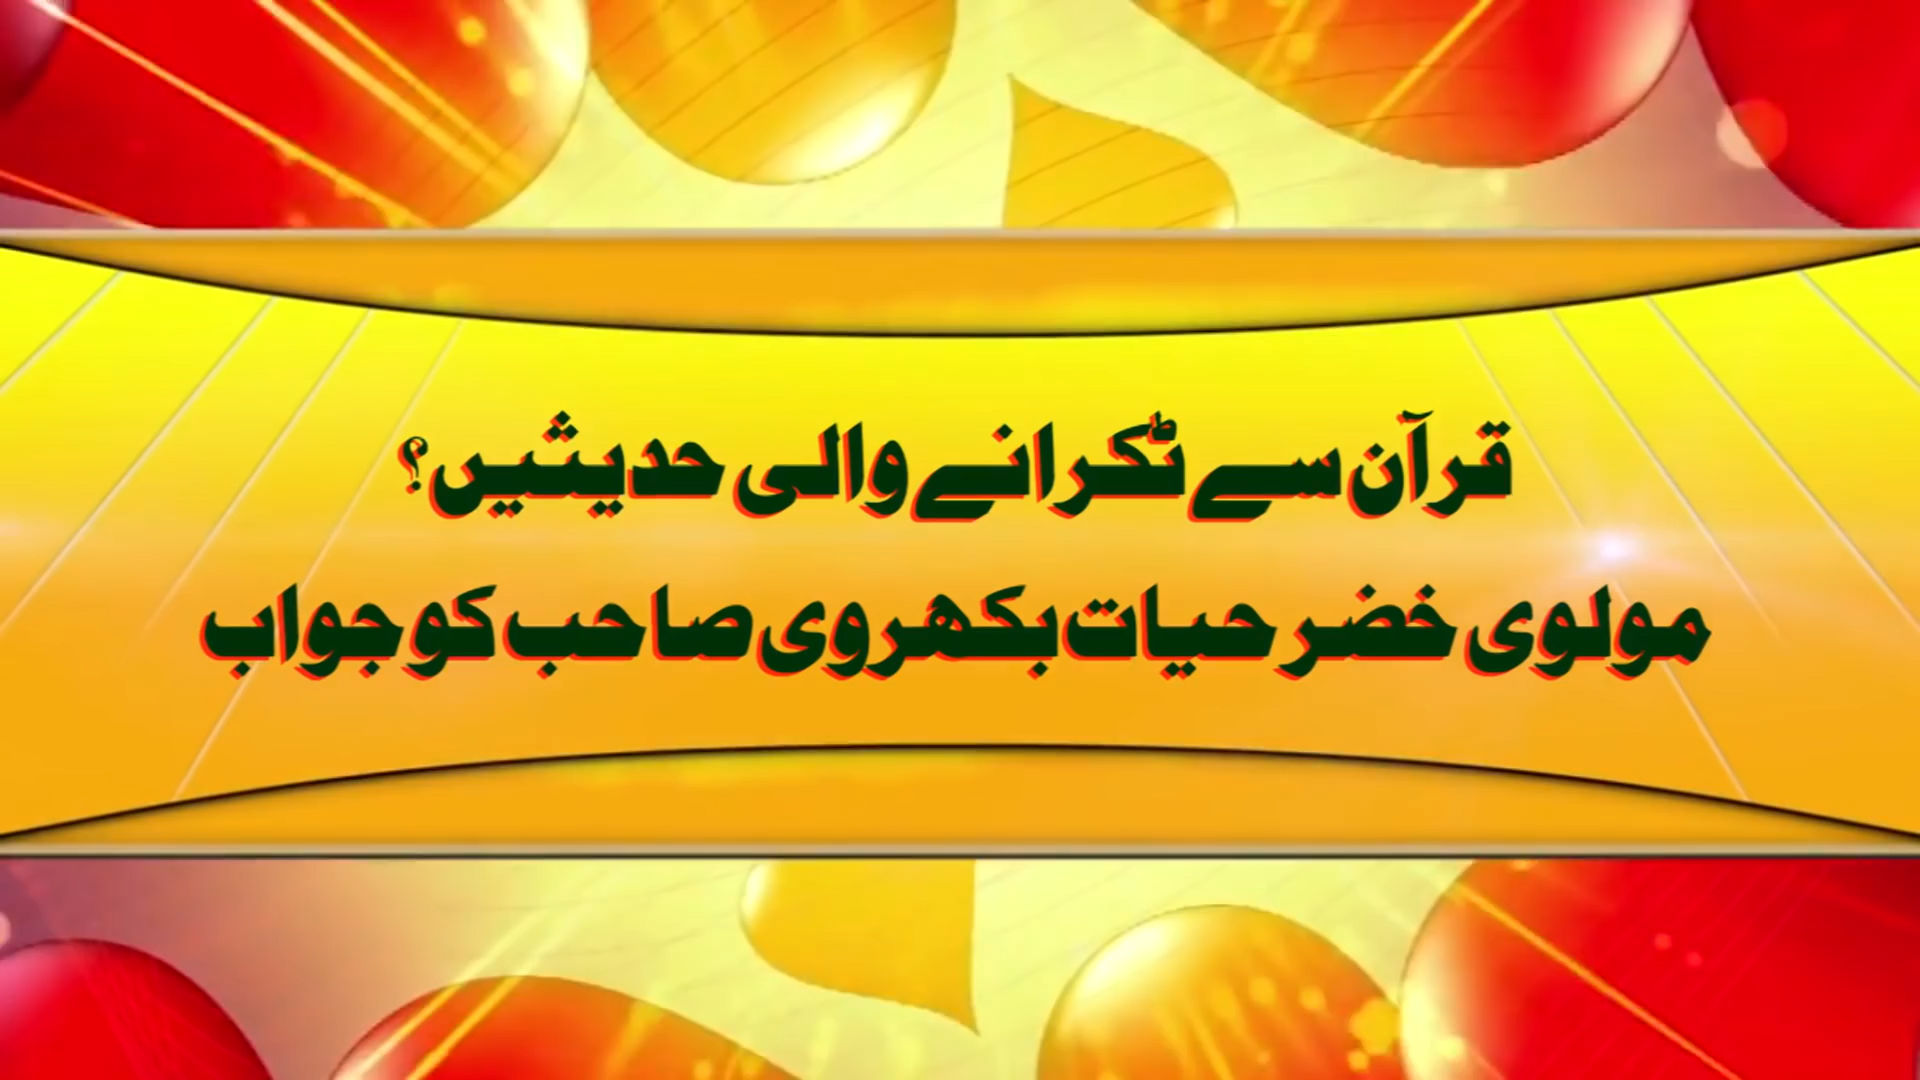 قرآن سے ٹکرانے والی حدیثیں؟
مولوی خضر حیات بکھروی صاحب کو جواب